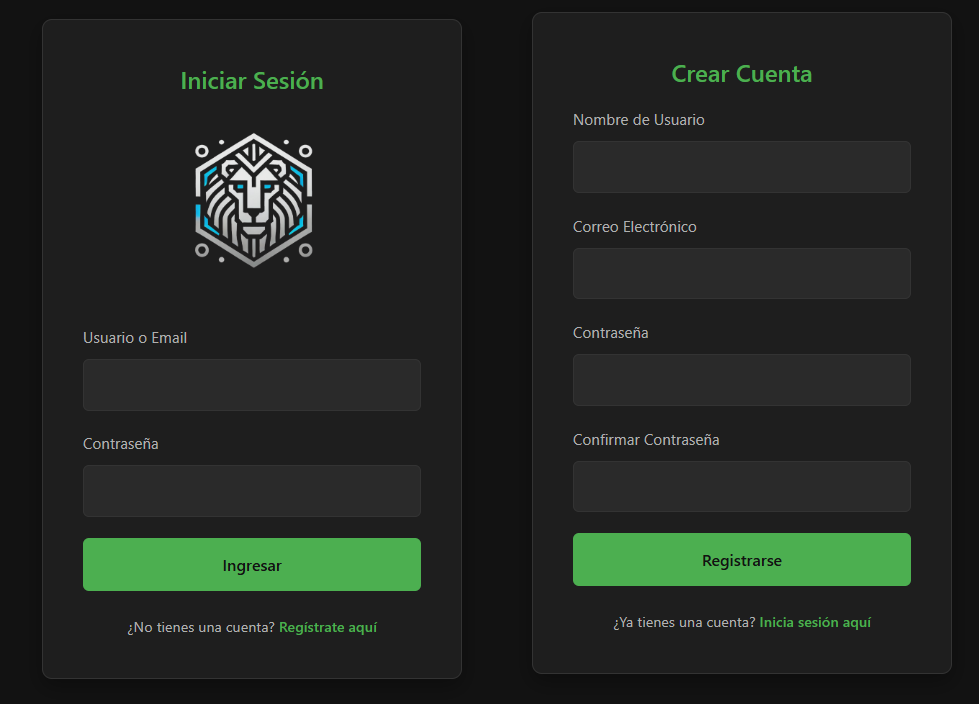 Iniciar Sesión
Usuario o Email
Contraseña
Ingresar
¿No tienes una cuenta? Regístrate aquí
Crear Cuenta
Nombre de Usuario
Correo Electrónico
Contraseña
Confirmar Contraseña
Registrarse
¿Ya tienes una cuenta? Inicia sesión aquí